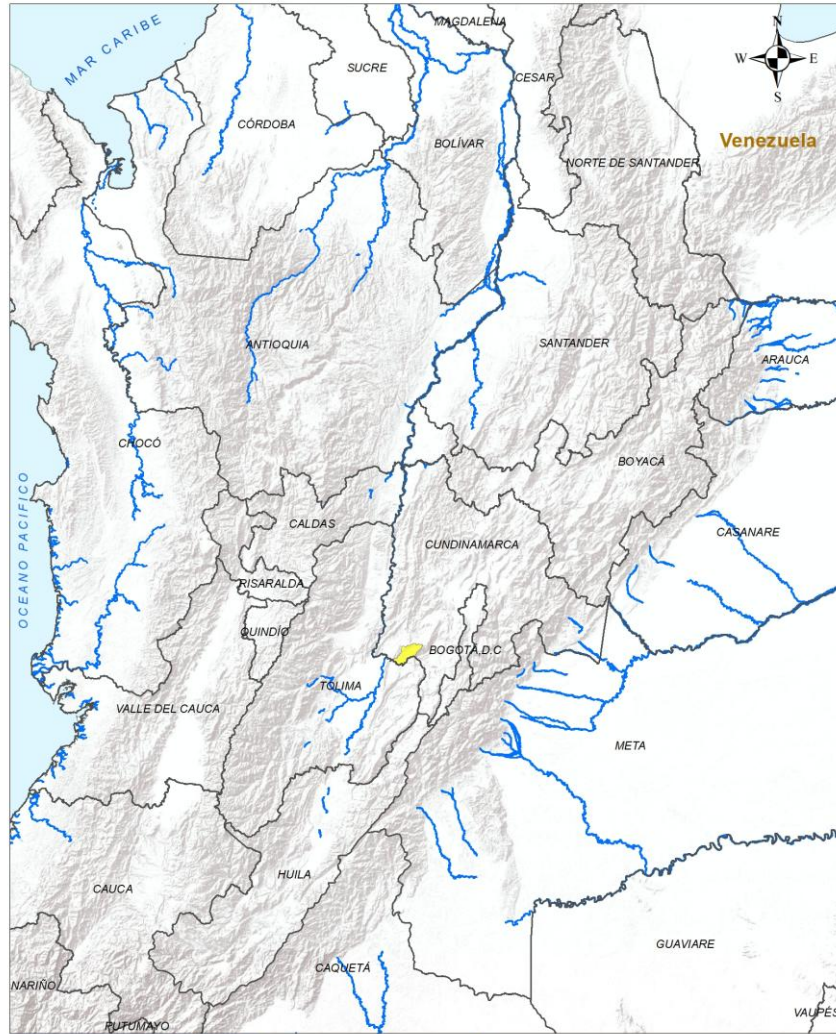 MAGDALENA
N
W E
S
MAR CARIBE
SUCRE
CESAR
CÓRDOBA
BOLÍVAR
Venezuela
NORTE DE SANTANDER
ANTIOQUIA
SANTANDER
ARAUCA
CHOCÓ
BOYACÁ
OCEANO PACIFICO
CALDAS
CASANARE
CUNDINAMARCA
RISARALDA
QUINDÍO
BOGOTÁ,D.C
TOLIMA
VALLE DEL CAUCA
META
HUILA
CAUCA
GUAVIARE
CAQUETÁ
NARIÑO
PUTUMAYO
VAUPÉS